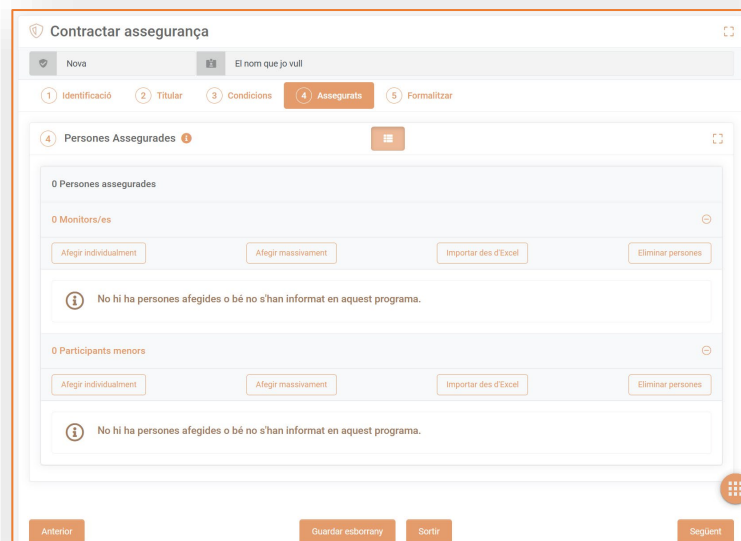 Contractar assegurança
Nova El nom que jo vull
1 Identificació 2 Titular 3 Condicions 4 Assegurats 5 Formalitzar
4 Persones Assegurades
0 Persones assegurades
0 Monitors/es
Afegir individualment Afegir massivament Importar des d'Excel Eliminar persones
No hi ha persones afegides o bé no s'han informat en aquest programa.
0 Participants menors
Afegir individualment Afegir massivament Importar des d'Excel Eliminar persones
No hi ha persones afegides o bé no s'han informat en aquest programa.
Anterior Guardar esborrany Sortir Següent